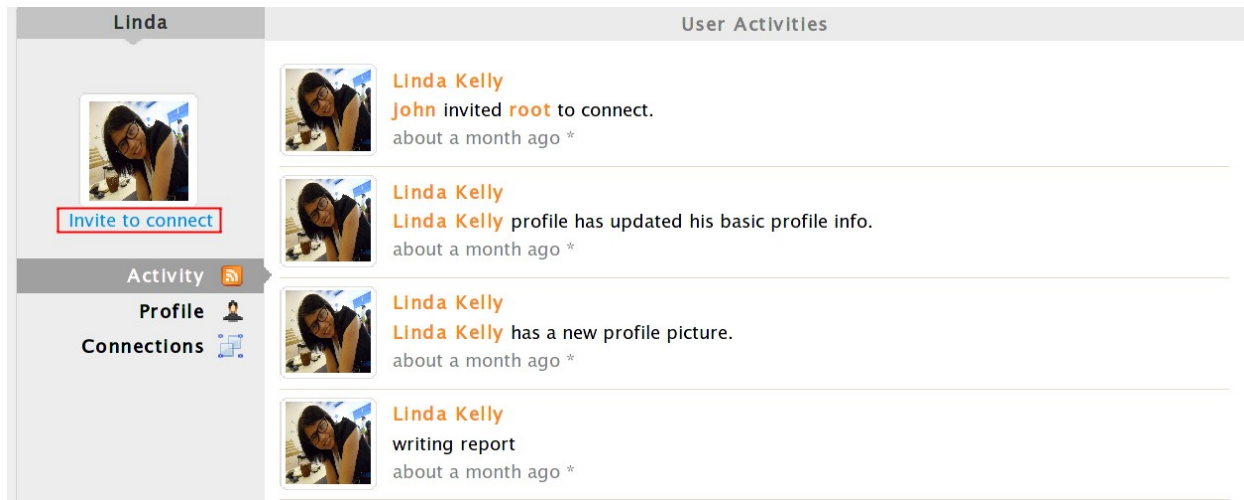 Linda
User Activities
Invite to connect
Activity
Profile
Connections
Linda Kelly
john invited root to connect.
about a month ago *
Linda Kelly
Linda Kelly profile has updated his basic profile info.
about a month ago *
Linda Kelly
Linda Kelly has a new profile picture.
about a month ago *
Linda Kelly
writing report
about a month ago *